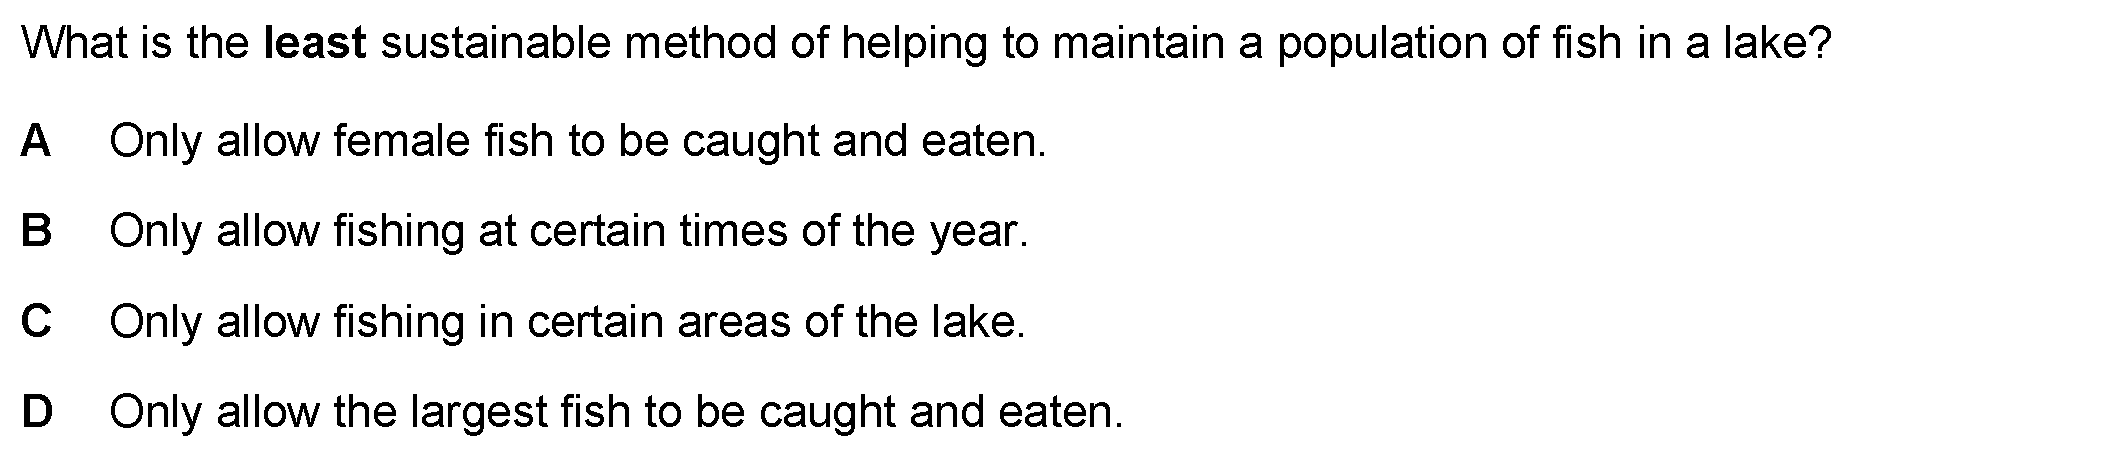 What is the least sustainable method of helping to maintain a population of fish in a lake?
A Only allow female fish to be caught and eaten.
B Only allow fishing at certain times of the year.
C Only allow fishing in certain areas of the lake.
D Only allow the largest fish to be caught and eaten.